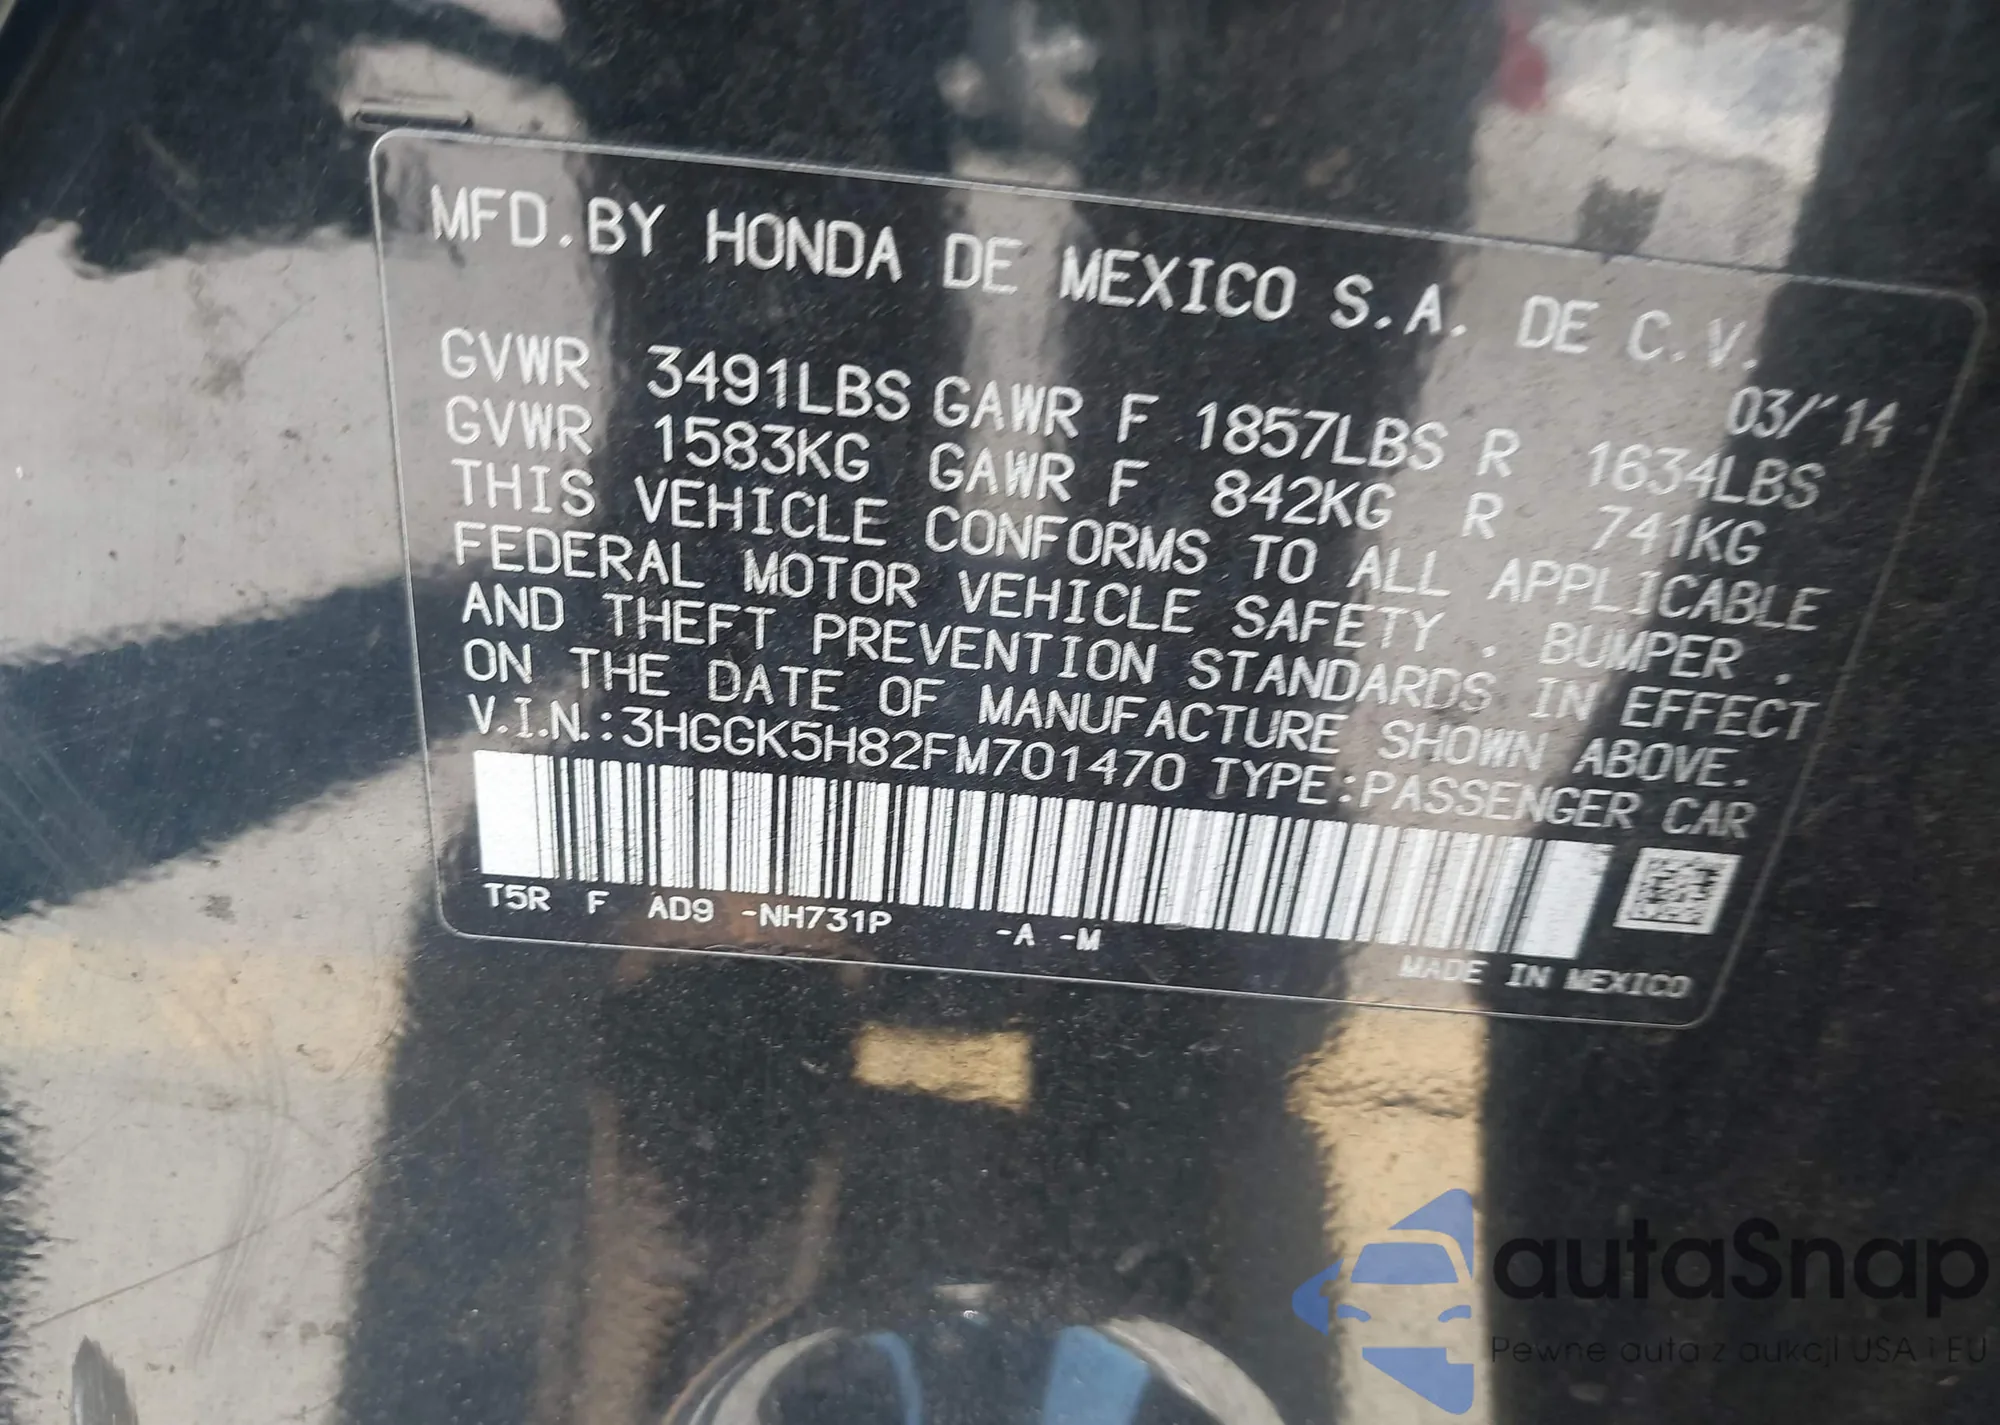 MFD.BY HONDA DE MEXICO S.A. DE C.V.
03/'14
GVWR 3491LBS GAWR F 1857LBS R 1634LBS
GVWR 1583KG GAWR F 842KG R 741KG
THIS VEHICLE CONFORMS TO ALL APPLICABLE
FEDERAL MOTOR VEHICLE SAFETY . BUMPER .
AND THEFT PREVENTION STANDARDS IN EFFECT
ON THE DATE OF MANUFACTURE SHOWN ABOVE.
V.I.N.:3HGGK5H82FM701470 TYPE:PASSENGER CAR
T5R F AD9 -NH731P -A -M
MADE IN MEXICO
autaSnap
Pewne auta z aukcji USA i EU